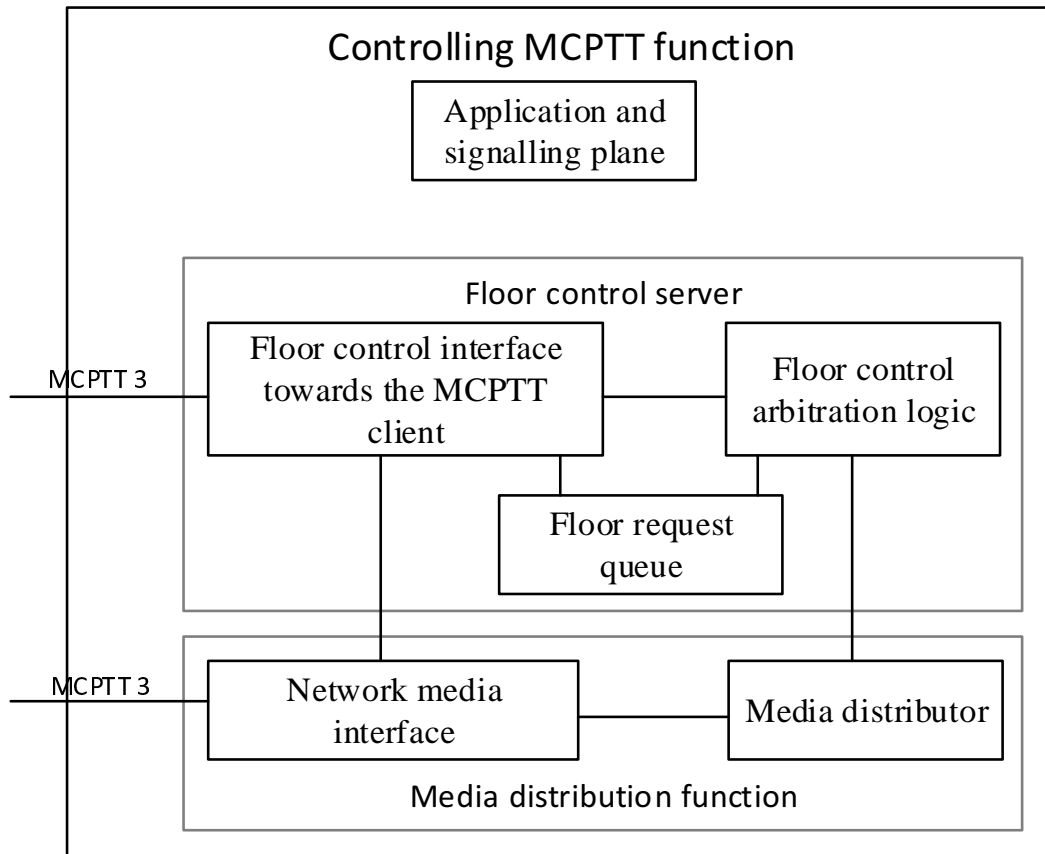 Controlling MCPTT function
Application and
signalling plane
Floor control server
MCPTT 3
Floor control interface
towards the MCPTT
client
Floor control
arbitration logic
Floor request
queue
MCPTT 3
Network media
interface
Media distributor
Media distribution function